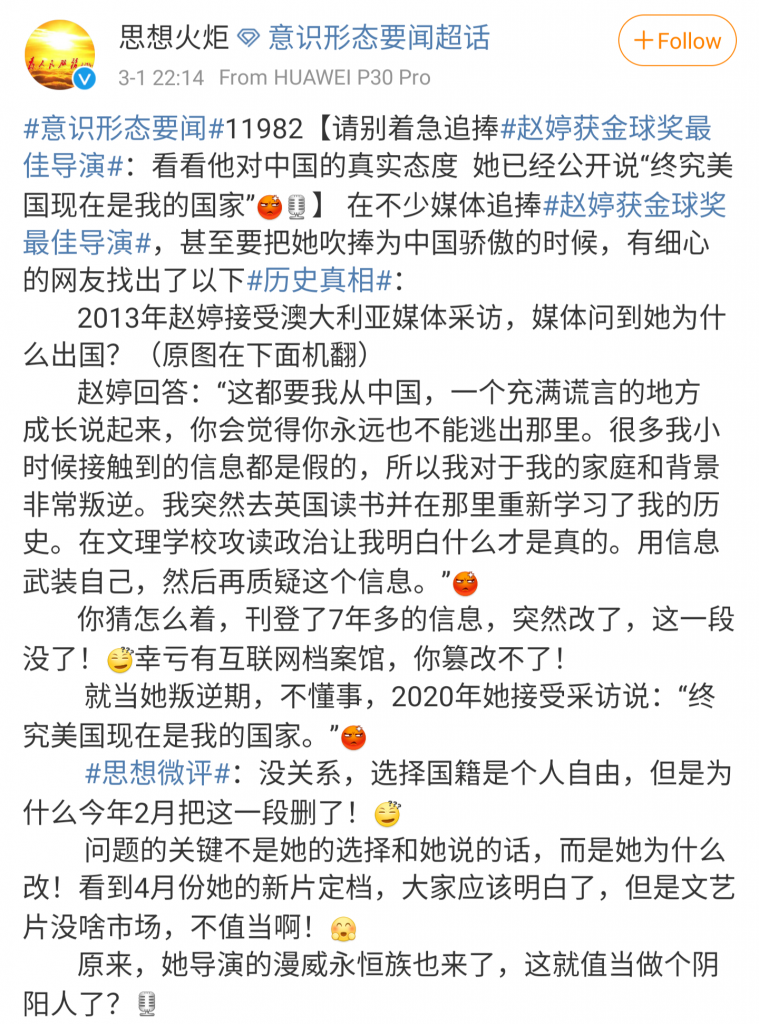 思想火炬 意识形态要闻超话
+Follow
3-1 22:14 From HUAWEI P30 Pro
#意识形态要闻#11982【请别着急追捧#赵婷获金球奖最
佳导演#：看看他对中国的真实态度 她已经公开说“终究美
国现在是我的国家”】 在不少媒体追捧#赵婷获金球奖
最佳导演#，甚至要把她吹捧为中国骄傲的时候，有细心
的网友找出了以下#历史真相#：
2013年赵婷接受澳大利亚媒体采访，媒体问到她为什
么出国？（原图在下面机翻）
赵婷回答：“这都要我从中国，一个充满谎言的地方
成长说起来，你会觉得你永远也不能逃出那里。很多我小
时候接触到的信息都是假的，所以我对于我的家庭和背景
非常叛逆。我突然去英国读书并在那里重新学习了我的历
史。在文理学校攻读政治让我明白什么才是真的。用信息
武装自己，然后再质疑这个信息。”
你猜怎么着，刊登了7年多的信息，突然改了，这一段
没了！幸亏有互联网档案馆，你篡改不了！
就当她叛逆期，不懂事，2020年她接受采访说：“终
究美国现在是我的国家。”
#思想微评#：没关系，选择国籍是个人自由，但是为
什么今年2月把这一段删了！
问题的关键不是她的选择和她说的话，而是她为什么
改！看到4月份她的新片定档，大家应该明白了，但是文艺
片没啥市场，不值当啊！
原来，她导演的漫威永恒族也来了，这就值当做个阴
阳人了？